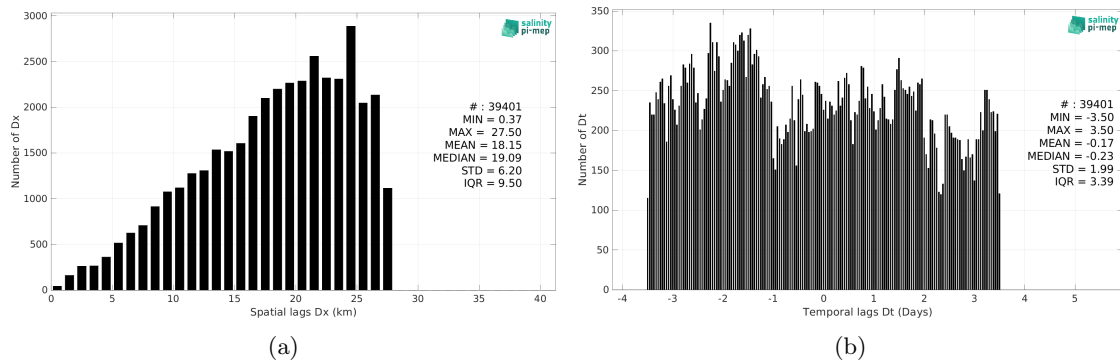 3000
2500
2000
1500
1000
500
0
Number of Dx
0 5 10 15 20 25 30 35 40
Spatial lags Dx (km)
salinity
pi-mep
# : 39401
MIN = 0.37
MAX = 27.50
MEAN = 18.15
MEDIAN = 19.09
STD = 6.20
IQR = 9.50
(a)
350
300
250
200
150
100
50
0
Number of Dt
-4 -3 -2 -1 0 1 2 3 4 5
Temporal lags Dt (Days)
salinity
pi-mep
# : 39401
MIN = -3.50
MAX = 3.50
MEAN = -0.17
MEDIAN = -0.23
STD = 1.99
IQR = 3.39
(b)